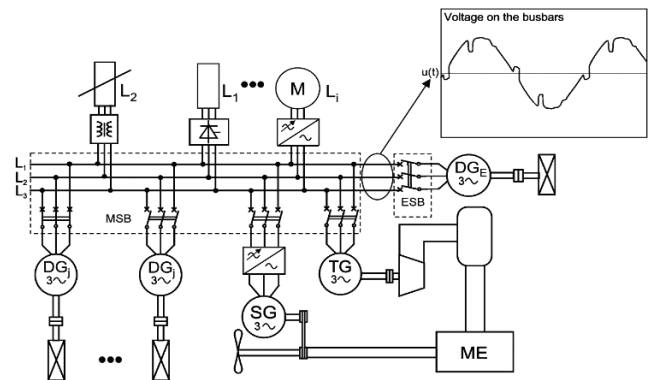 Voltage on the busbars
u(t)
L2
L1
M
Li
L1
L2
L3
MSB
ESB
DGE
3~
DGj
3~
DGj
3~
TG
3~
SG
3~
ME